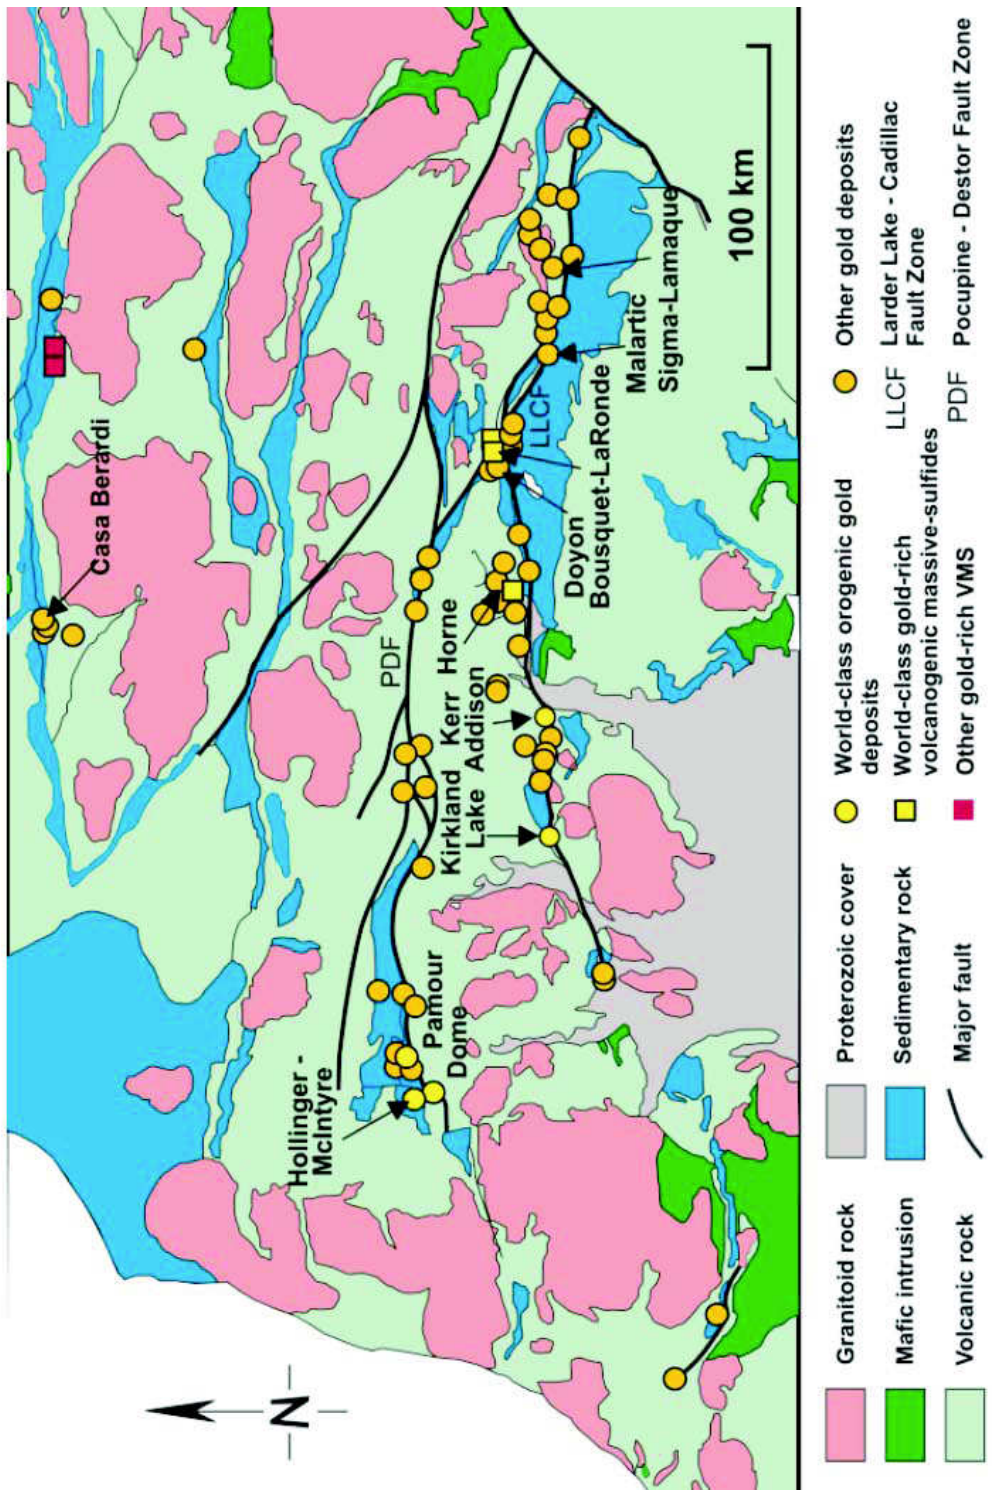 Casa Berardi
PDF
Hollinger -
McIntyre
Pamour
Dome
Kirkland
Lake
Kerr
Addison
Horne
Doyon
Bousquet-LaRonde
LLCF
Malartic
Sigma-Lamaque
100 km
N
Granitoid rock
Mafic intrusion
Volcanic rock
Proterozoic cover
Sedimentary rock
Major fault
World-class orogenic gold
deposits
World-class gold-rich
volcanogenic massive-sulfides
Other gold-rich VMS
Other gold deposits
LLCF
Larder Lake - Cadillac
Fault Zone
PDF
Pocupine - Destor Fault Zone